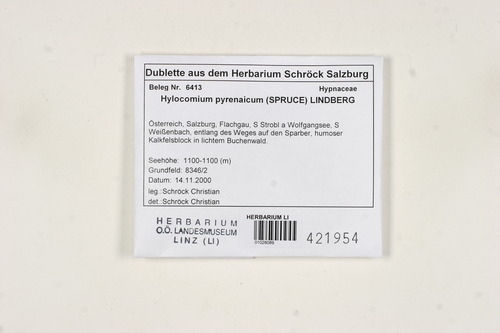 Dublette aus dem Herbarium Schröck Salzburg
Beleg Nr. 6413 Hypnaceae
Hylocomium pyrenaicum (SPRUCE) LINDBERG
Österreich, Salzburg, Flachgau, S Strobl a Wolfgangsee, S
Weißenbach, entlang des Weges auf den Sparber, humoser
Kalkfelsblock in lichtem Buchenwald.
Seehöhe: 1100-1100 (m)
Grundfeld: 8346/2
Datum: 14.11.2000
leg.: Schröck Christian
det.: Schröck Christian
HERBARIUM
O.Ö. LANDESMUSEUM
LINZ (LI)
HERBARIUM LI
421954